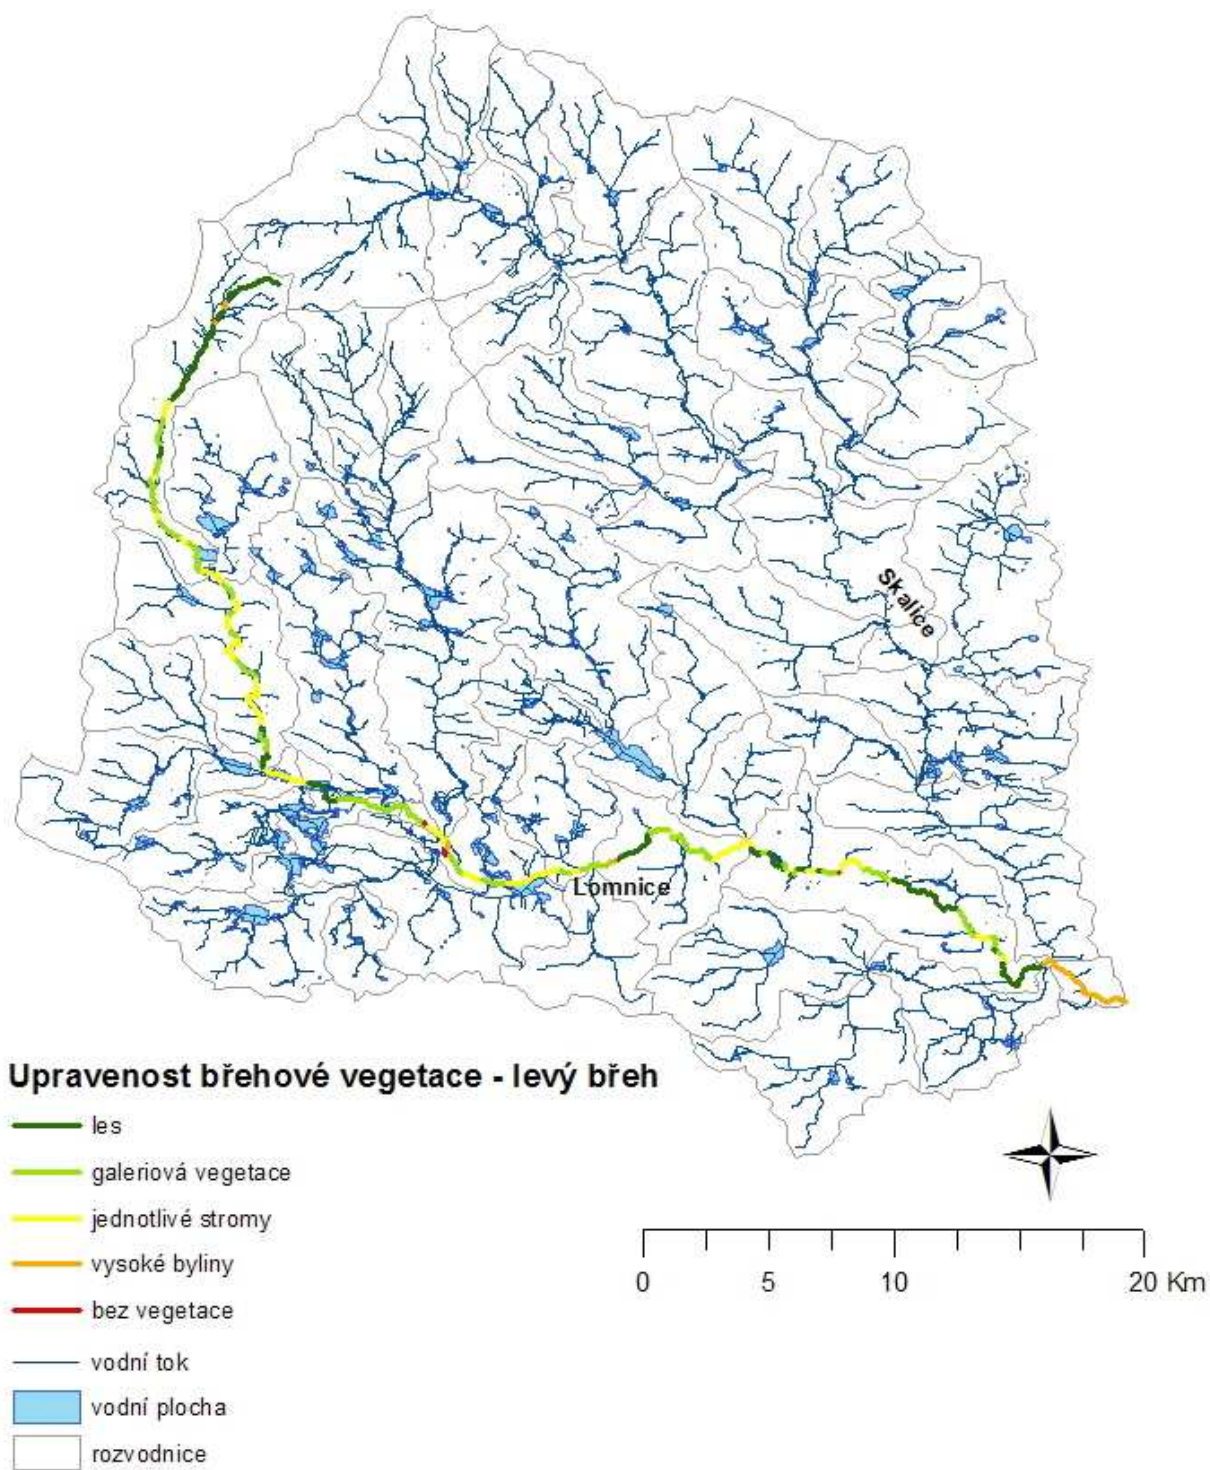 Skalice
Lomnice
Upravenost břehové vegetace - levý břeh
les
galeriová vegetace
jednotlivé stromy
vysoké byliny
bez vegetace
vodní tok
vodní plocha
rozvodnice
0 5 10 20 Km